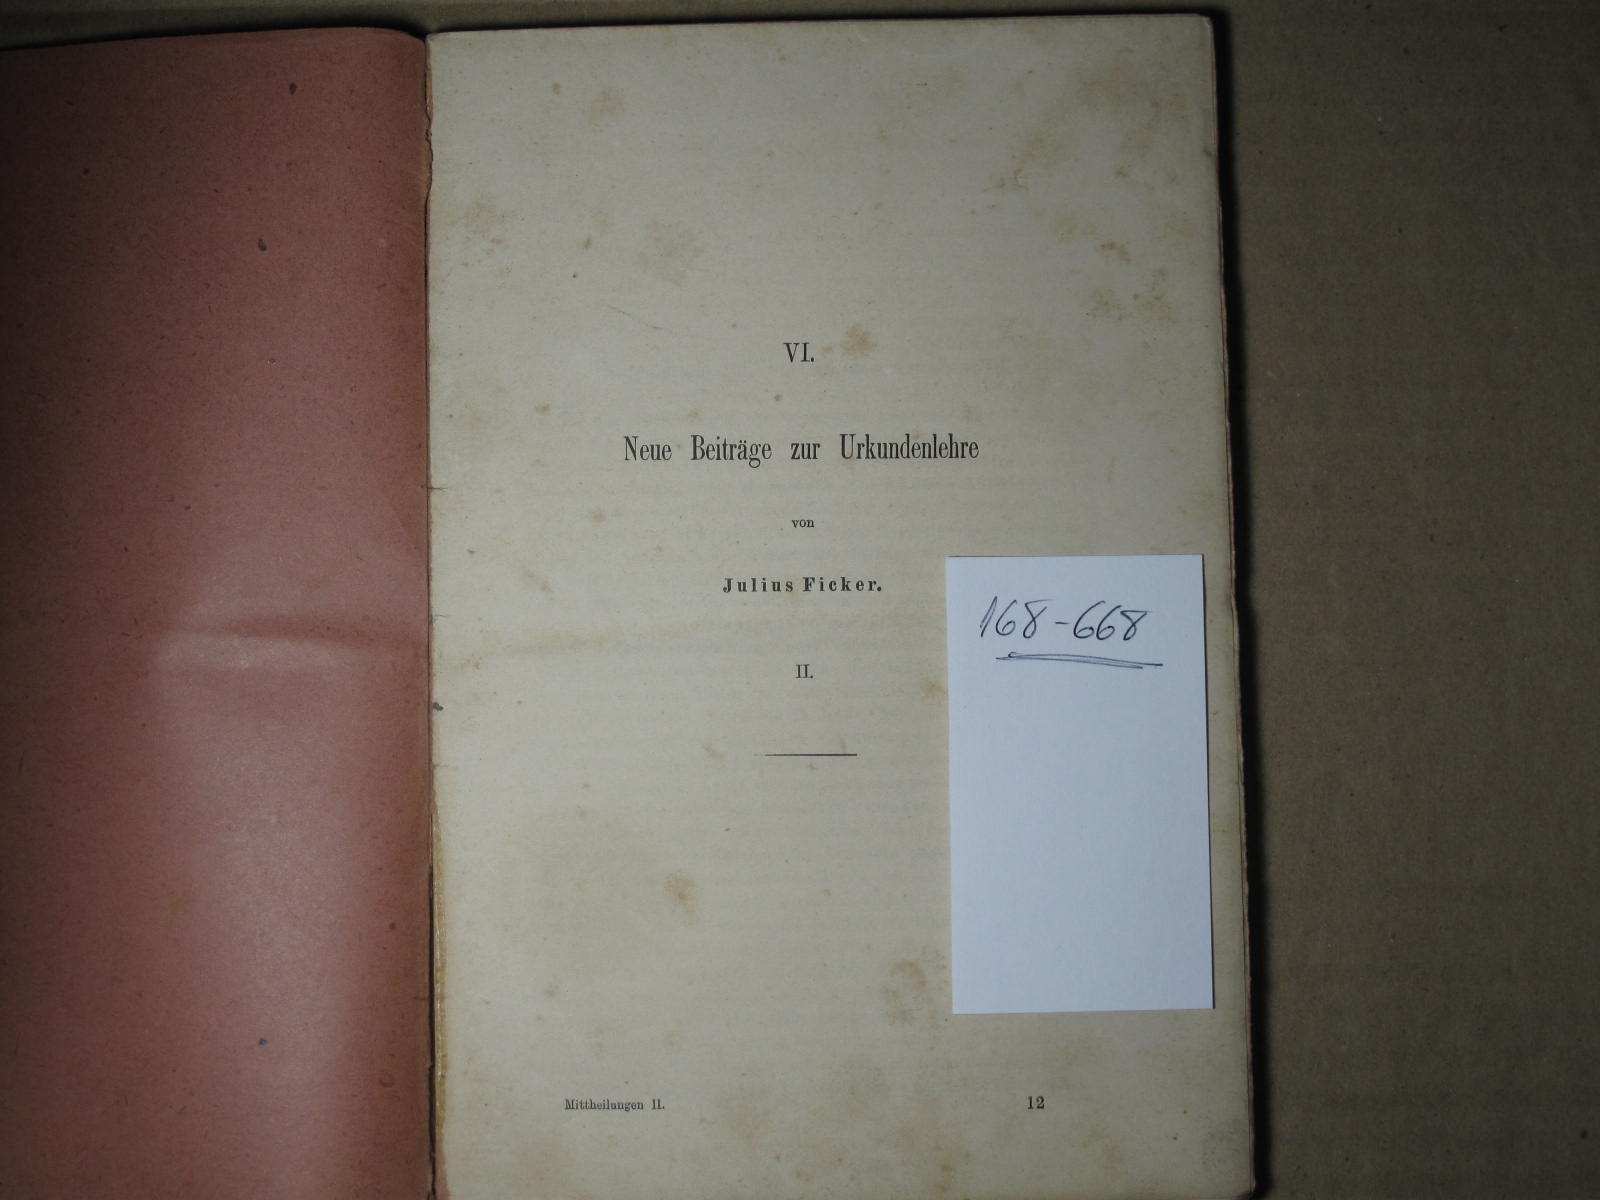 VI.
Neue Beiträge zur Urkundenlehre
von
Julius Ficker.
II.
168-668
Mittheilungen II.
12